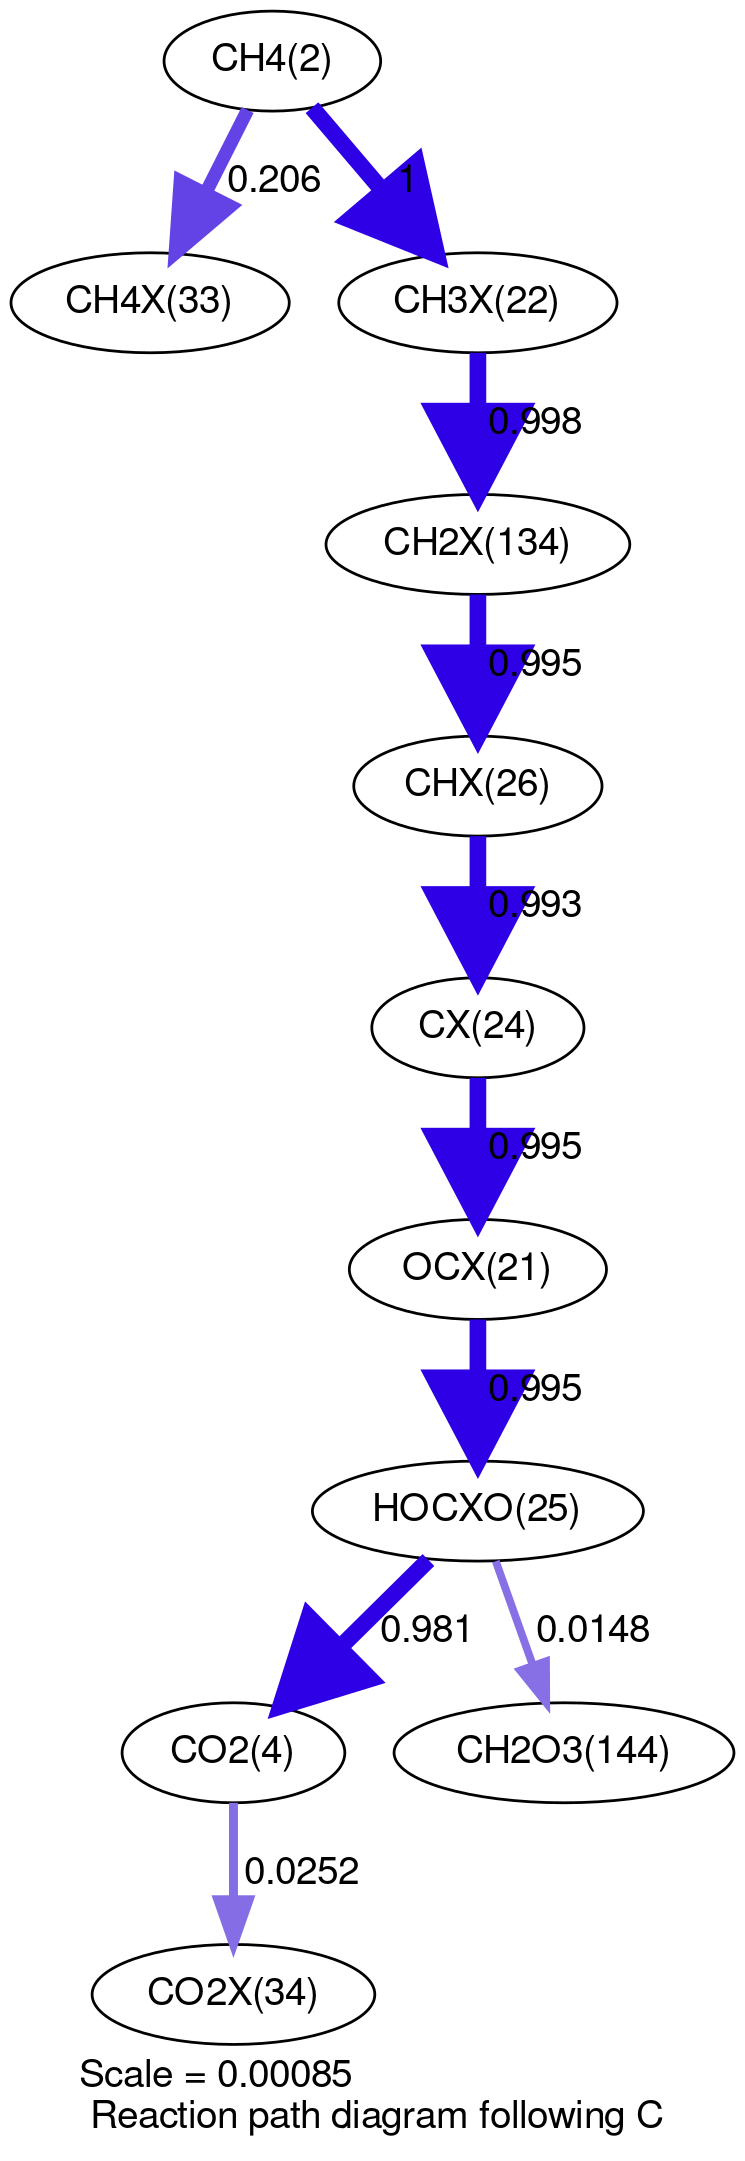 CH4(2)
0.206
1
CH4X(33)
CH3X(22)
0.998
CH2X(134)
0.995
CHX(26)
0.993
CX(24)
0.995
OCX(21)
0.995
HOCXO(25)
0.981
0.0148
CO2(4)
CH2O3(144)
0.0252
CO2X(34)
Scale = 0.00085
Reaction path diagram following C